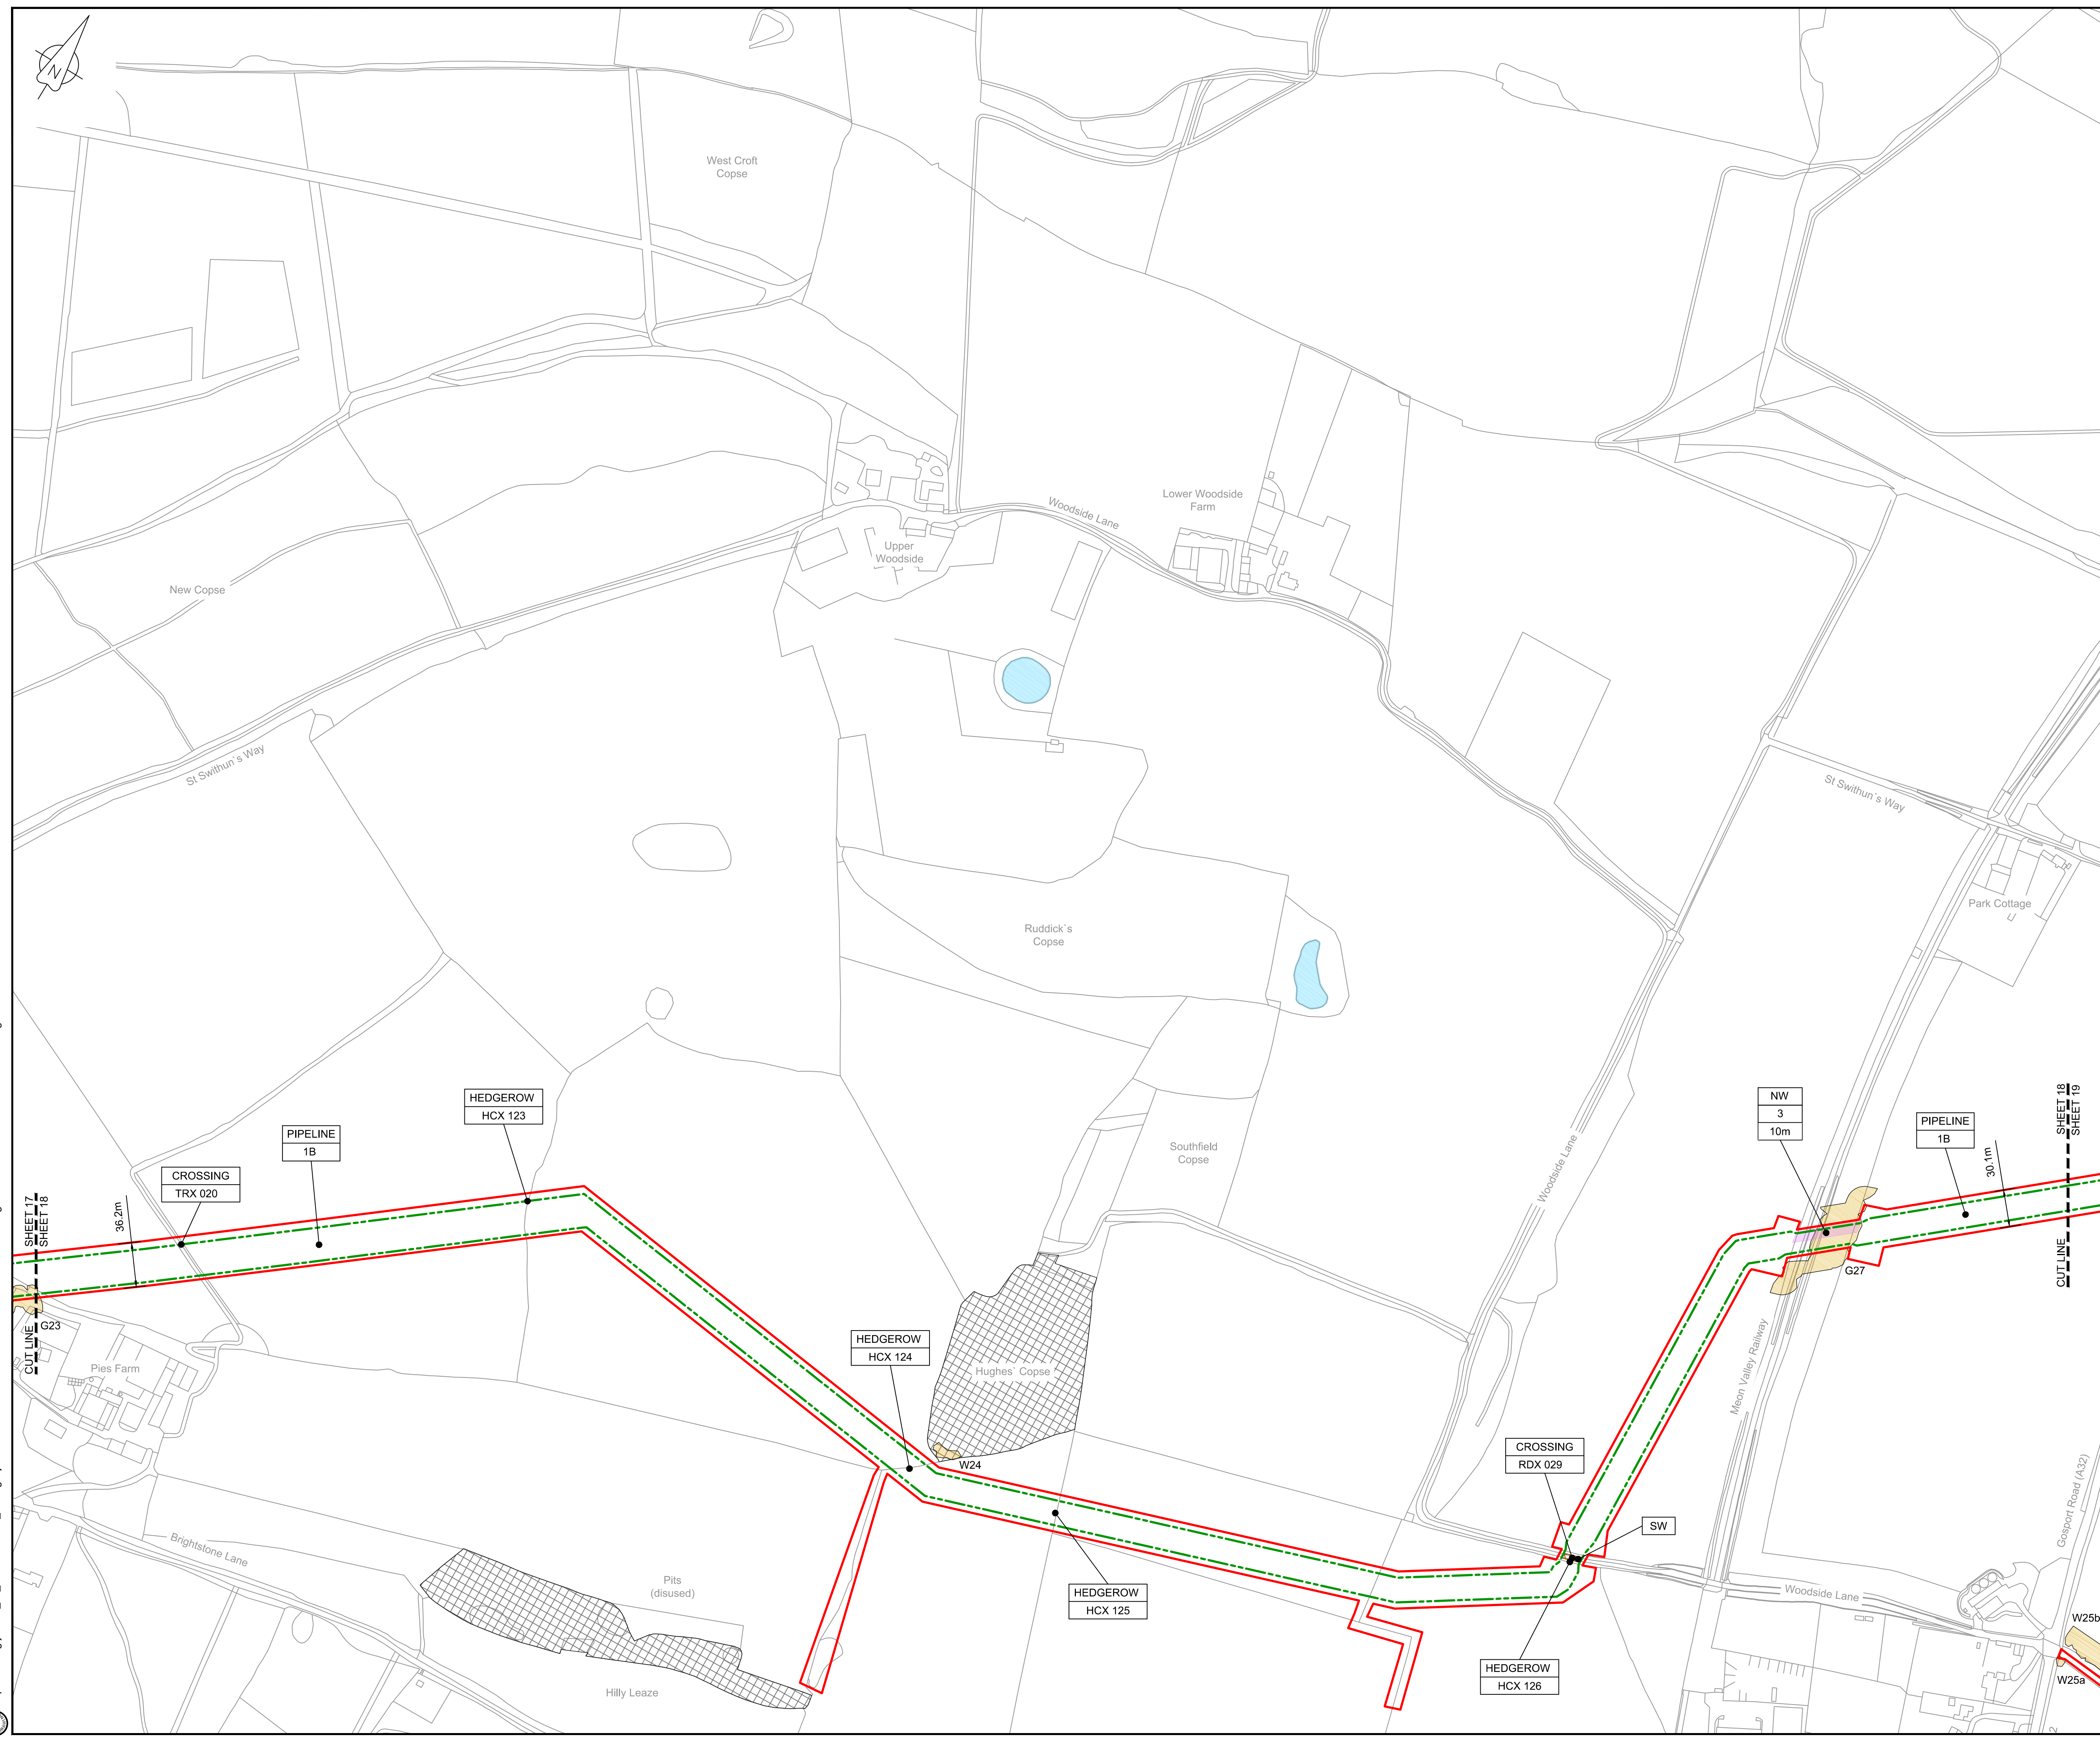 N
West Croft
Copse
Woodside Lane
Lower Woodside
Farm
Upper
Woodside
New Copse
St Swithun`s Way
St Swithun`s Way
Park Cottage
Ruddick`s
Copse
Southfield
Copse
Woodside Lane
HEDGEROW
HCX 123
PIPELINE
1B
CROSSING
TRX 020
36.2m
SHEET 17
SHEET 18
CUT LINE
G23
Pies Farm
NW
3
10m
PIPELINE
1B
30.1m
SHEET 18
SHEET 19
CUT LINE
G27
Meon Valley Railway
HEDGEROW
HCX 124
Hughes` Copse
W24
CROSSING
RDX 029
SW
Gosport Road (A32)
Brightstone Lane
Pits
(disused)
HEDGEROW
HCX 125
Woodside Lane
HEDGEROW
HCX 126
Hilly Leaze
W25b
W25a